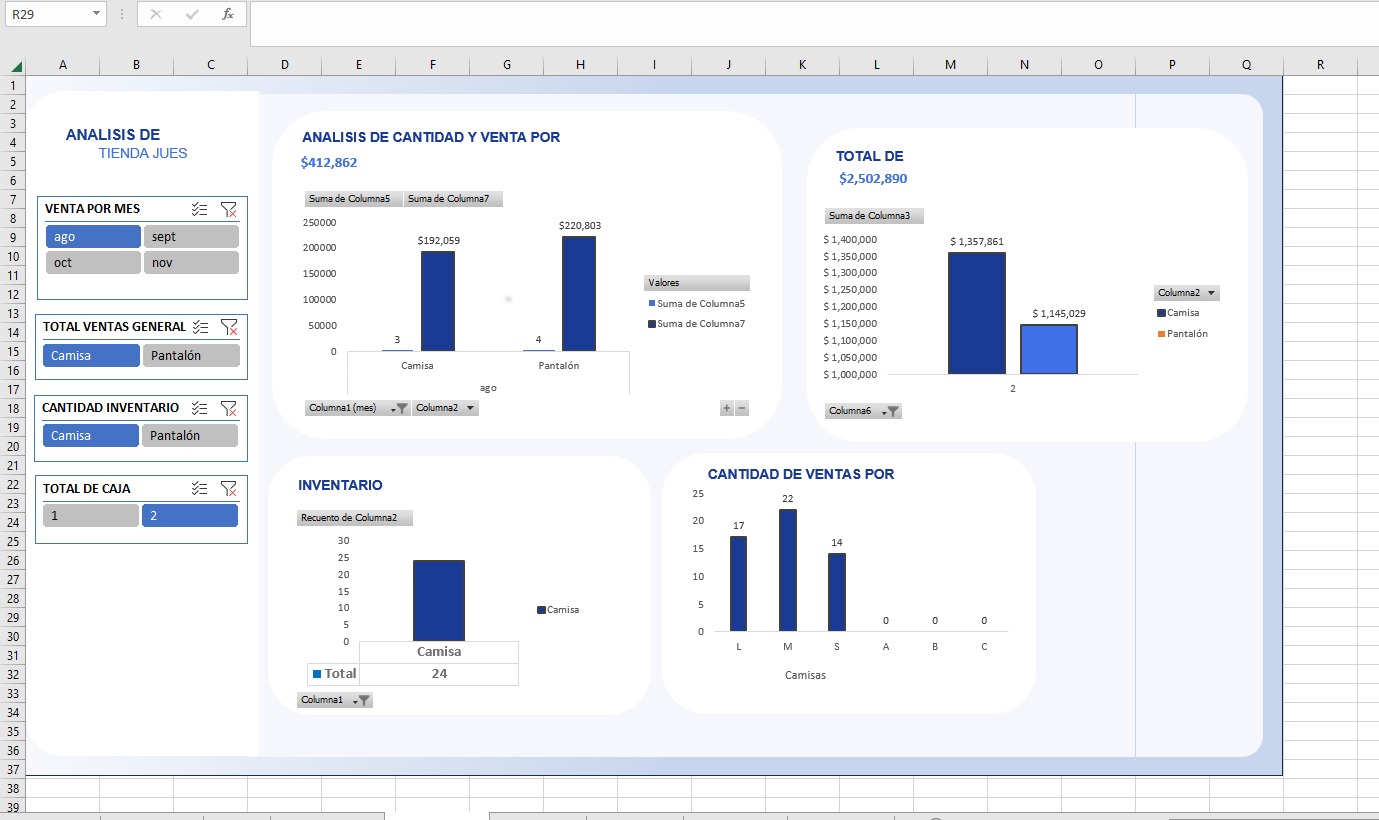 R29
fx
A B C D E F G H I J K L M N O P Q R
1
2
3
4
5
6
7
8
9
10
11
12
13
14
15
16
17
18
19
20
21
22
23
24
25
26
27
28
29
30
31
32
33
34
35
36
37
38
39
ANALISIS DE
TIENDA JUES
VENTA POR MES
ago sept
oct nov
TOTAL VENTAS GENERAL
Camisa Pantalón
CANTIDAD INVENTARIO
Camisa Pantalón
TOTAL DE CAJA
1 2
ANALISIS DE CANTIDAD Y VENTA POR
$412,862
Suma de Columna5 Suma de Columna7
250000
200000
150000
100000
50000
0
3 $192,059 4 $220,803
Camisa Pantalón
ago
Valores
Suma de Columna5
Suma de Columna7
Columna1 (mes) Columna2
+ −
TOTAL DE
$2,502,890
Suma de Columna3
$ 1,400,000
$ 1,350,000
$ 1,300,000
$ 1,250,000
$ 1,200,000
$ 1,150,000
$ 1,100,000
$ 1,050,000
$ 1,000,000
$ 1,357,861
$ 1,145,029
2
Columna2
Camisa
Pantalón
Columna6
INVENTARIO
Recuento de Columna2
30
25
20
15
10
5
0
Camisa
Total 24
Camisa
Columna1
CANTIDAD DE VENTAS POR
25
20
15
10
5
0
17 22 14 0 0 0
L M S A B C
Camisas